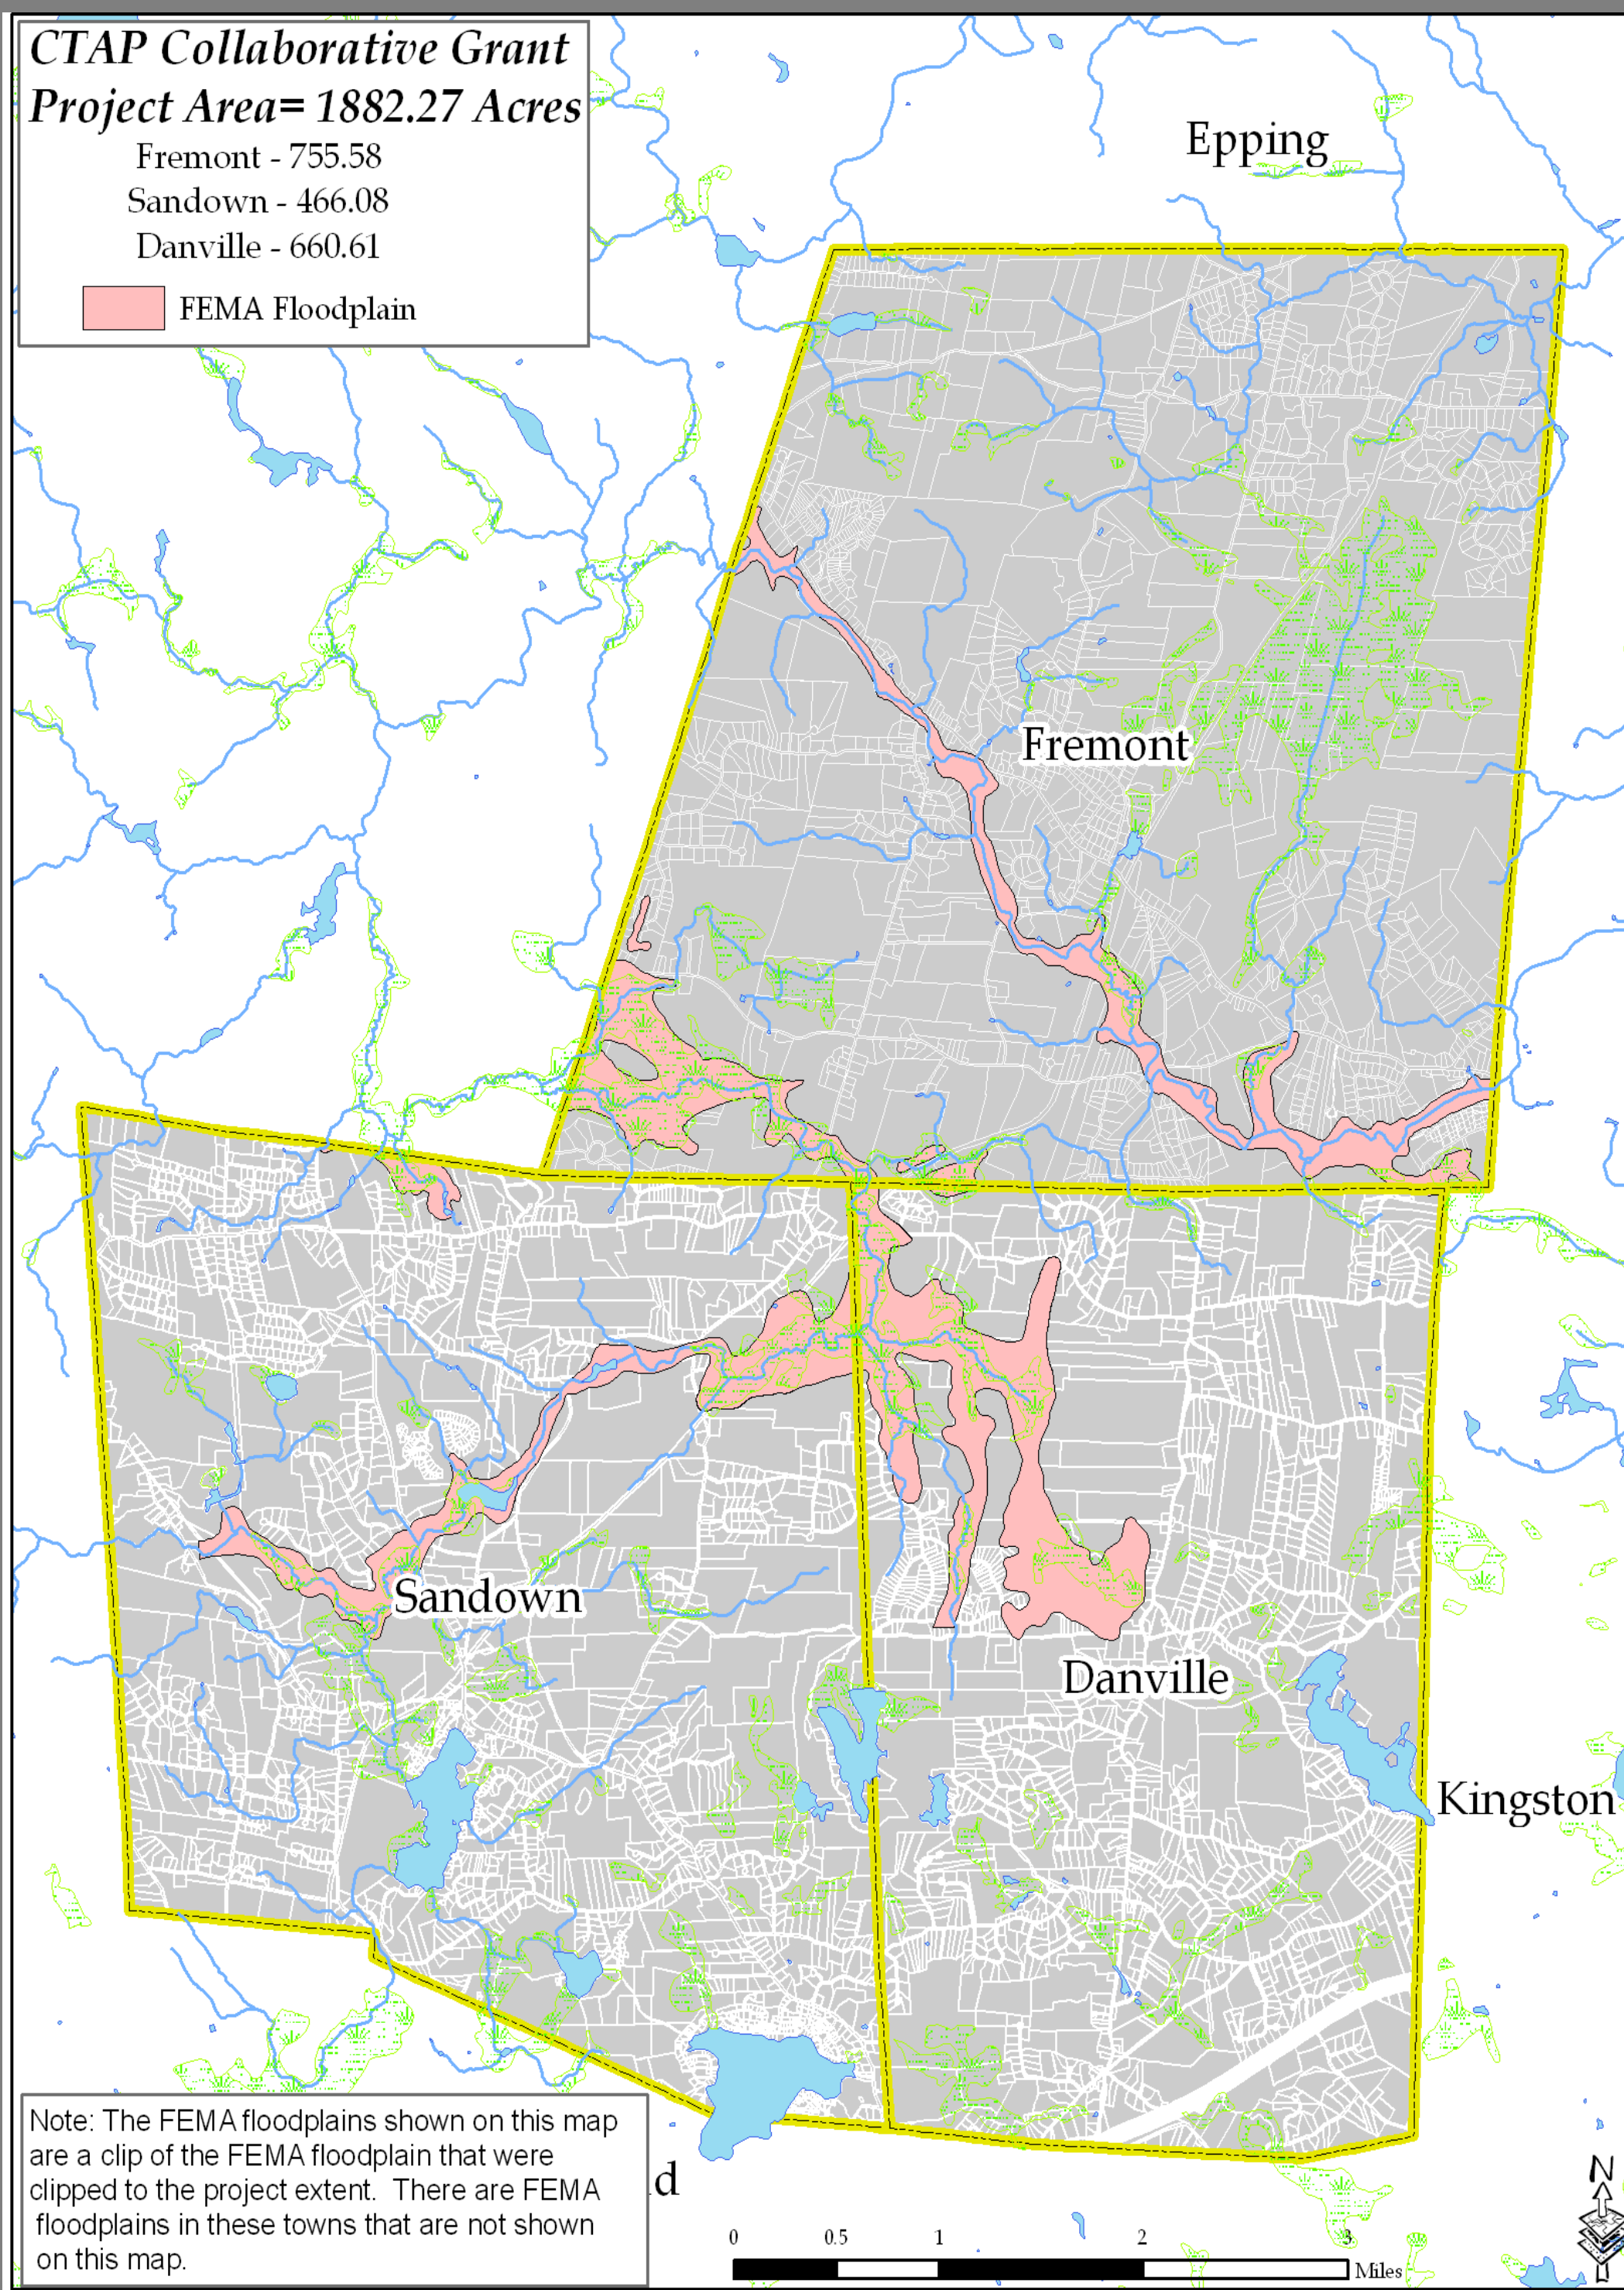 CTAP Collaborative Grant
Project Area= 1882.27 Acres
Fremont - 755.58
Sandown - 466.08
Danville - 660.61
FEMA Floodplain
Epping
Fremont
Sandown
Danville
Kingston
Note: The FEMA floodplains shown on this map
are a clip of the FEMA floodplain that were
clipped to the project extent. There are FEMA
floodplains in these towns that are not shown
on this map.
d
0 0.5 1 2 3
Miles
N